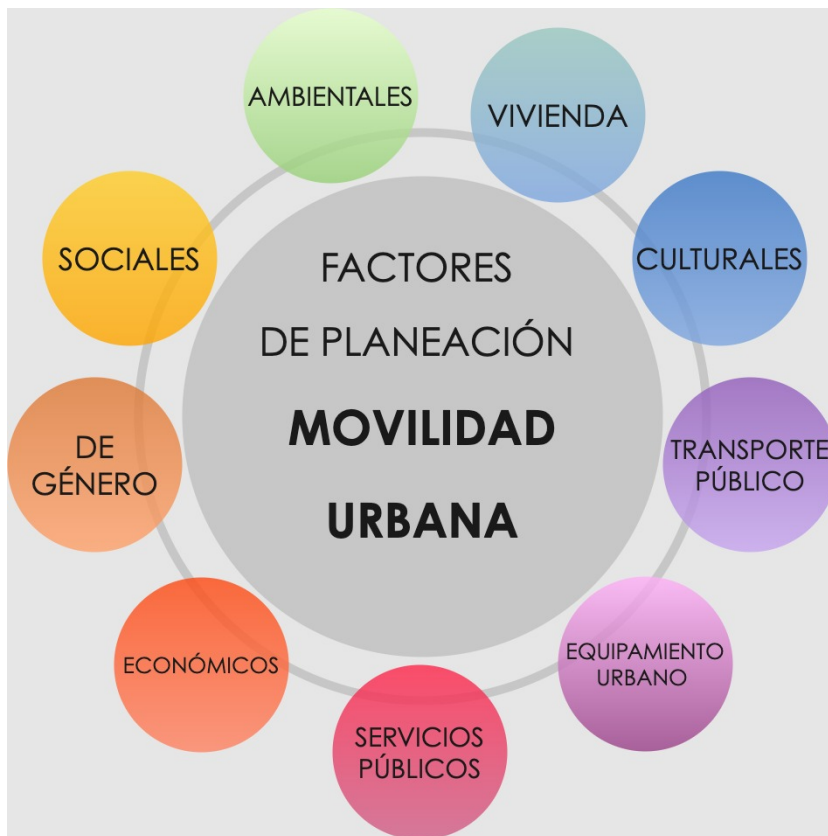 FACTORES
DE PLANEACIÓN
MOVILIDAD
URBANA
AMBIENTALES
VIVIENDA
CULTURALES
TRANSPORTE
PÚBLICO
EQUIPAMIENTO
URBANO
SERVICIOS
PÚBLICOS
ECONÓMICOS
DE
GÉNERO
SOCIALES